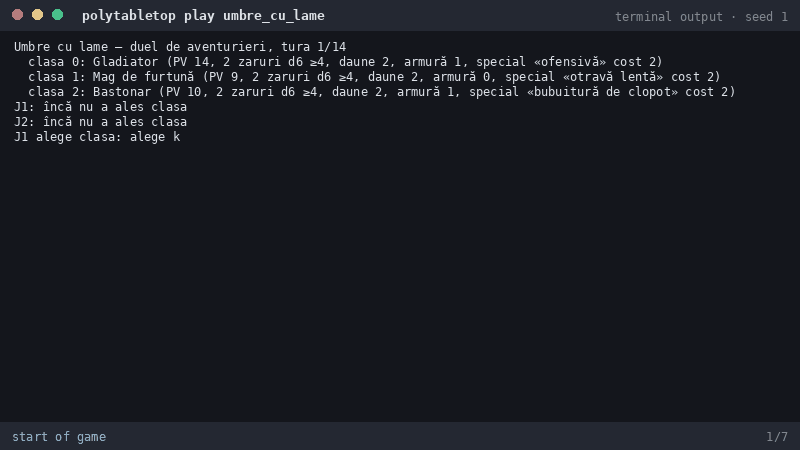 polytabletop play umbre_cu_lame
terminal output · seed 1
Umbre cu lame — duel de aventurieri, tura 1/14
clasa 0: Gladiator (PV 14, 2 zaruri d6 ≥4, daune 2, armură 1, special «ofensivă» cost 2)
clasa 1: Mag de furtună (PV 9, 2 zaruri d6 ≥4, daune 2, armură 0, special «otravă lentă» cost 2)
clasa 2: Bastonar (PV 10, 2 zaruri d6 ≥4, daune 2, armură 1, special «bubuitură de clopot» cost 2)
J1: încă nu a ales clasa
J2: încă nu a ales clasa
J1 alege clasa: alege k
start of game
1/7